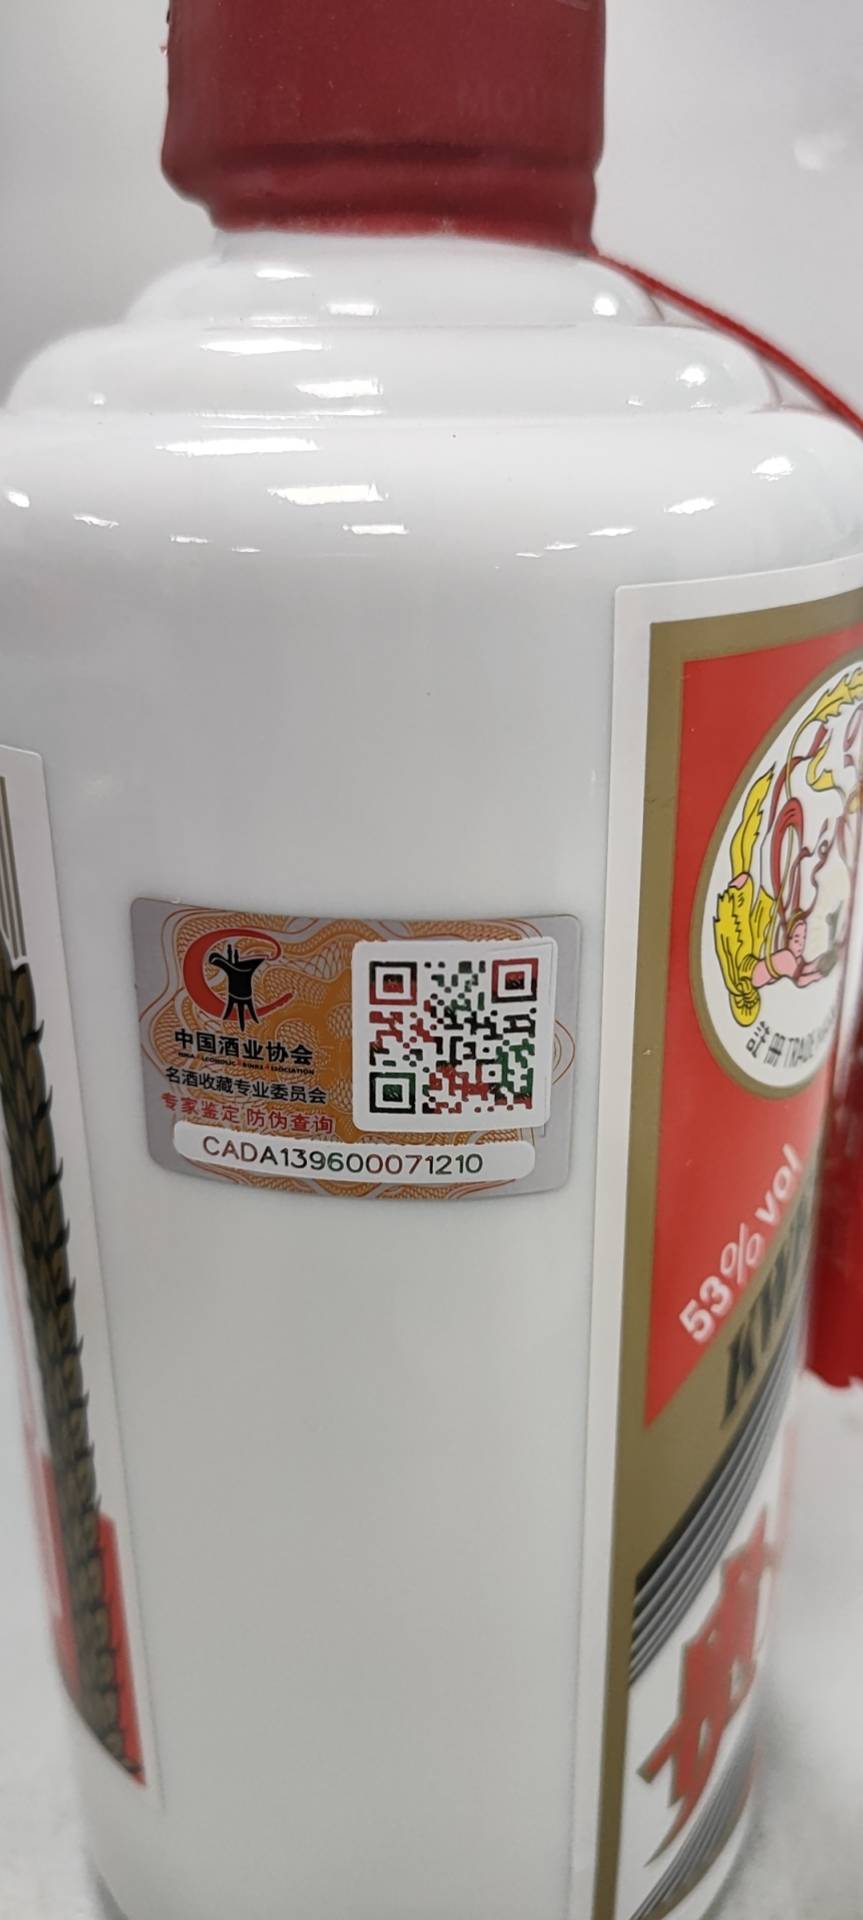 中国酒业协会
名酒收藏专业委员会
专家鉴定 防伪查询
CADA139600071210
53% vol